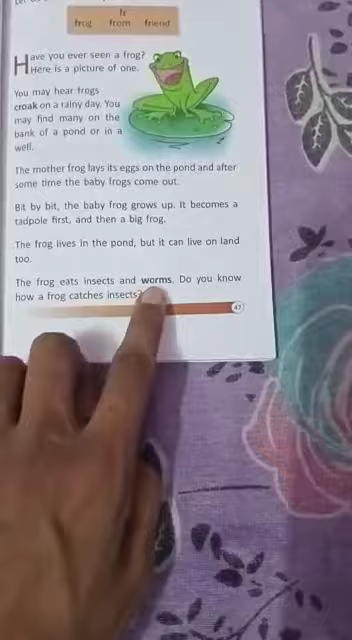 fr
frog from friend
Have you ever seen a frog?
Here is a picture of one.
You may hear frogs
croak on a rainy day. You
may find many on the
bank of a pond or in a
well.
The mother frog lays its eggs on the pond and after
some time the baby frogs come out.
Bit by bit, the baby frog grows up. It becomes a
tadpole first, and then a big frog.
The frog lives in the pond, but it can live on land
too.
The frog eats insects and worms. Do you know
how a frog catches insects?
47